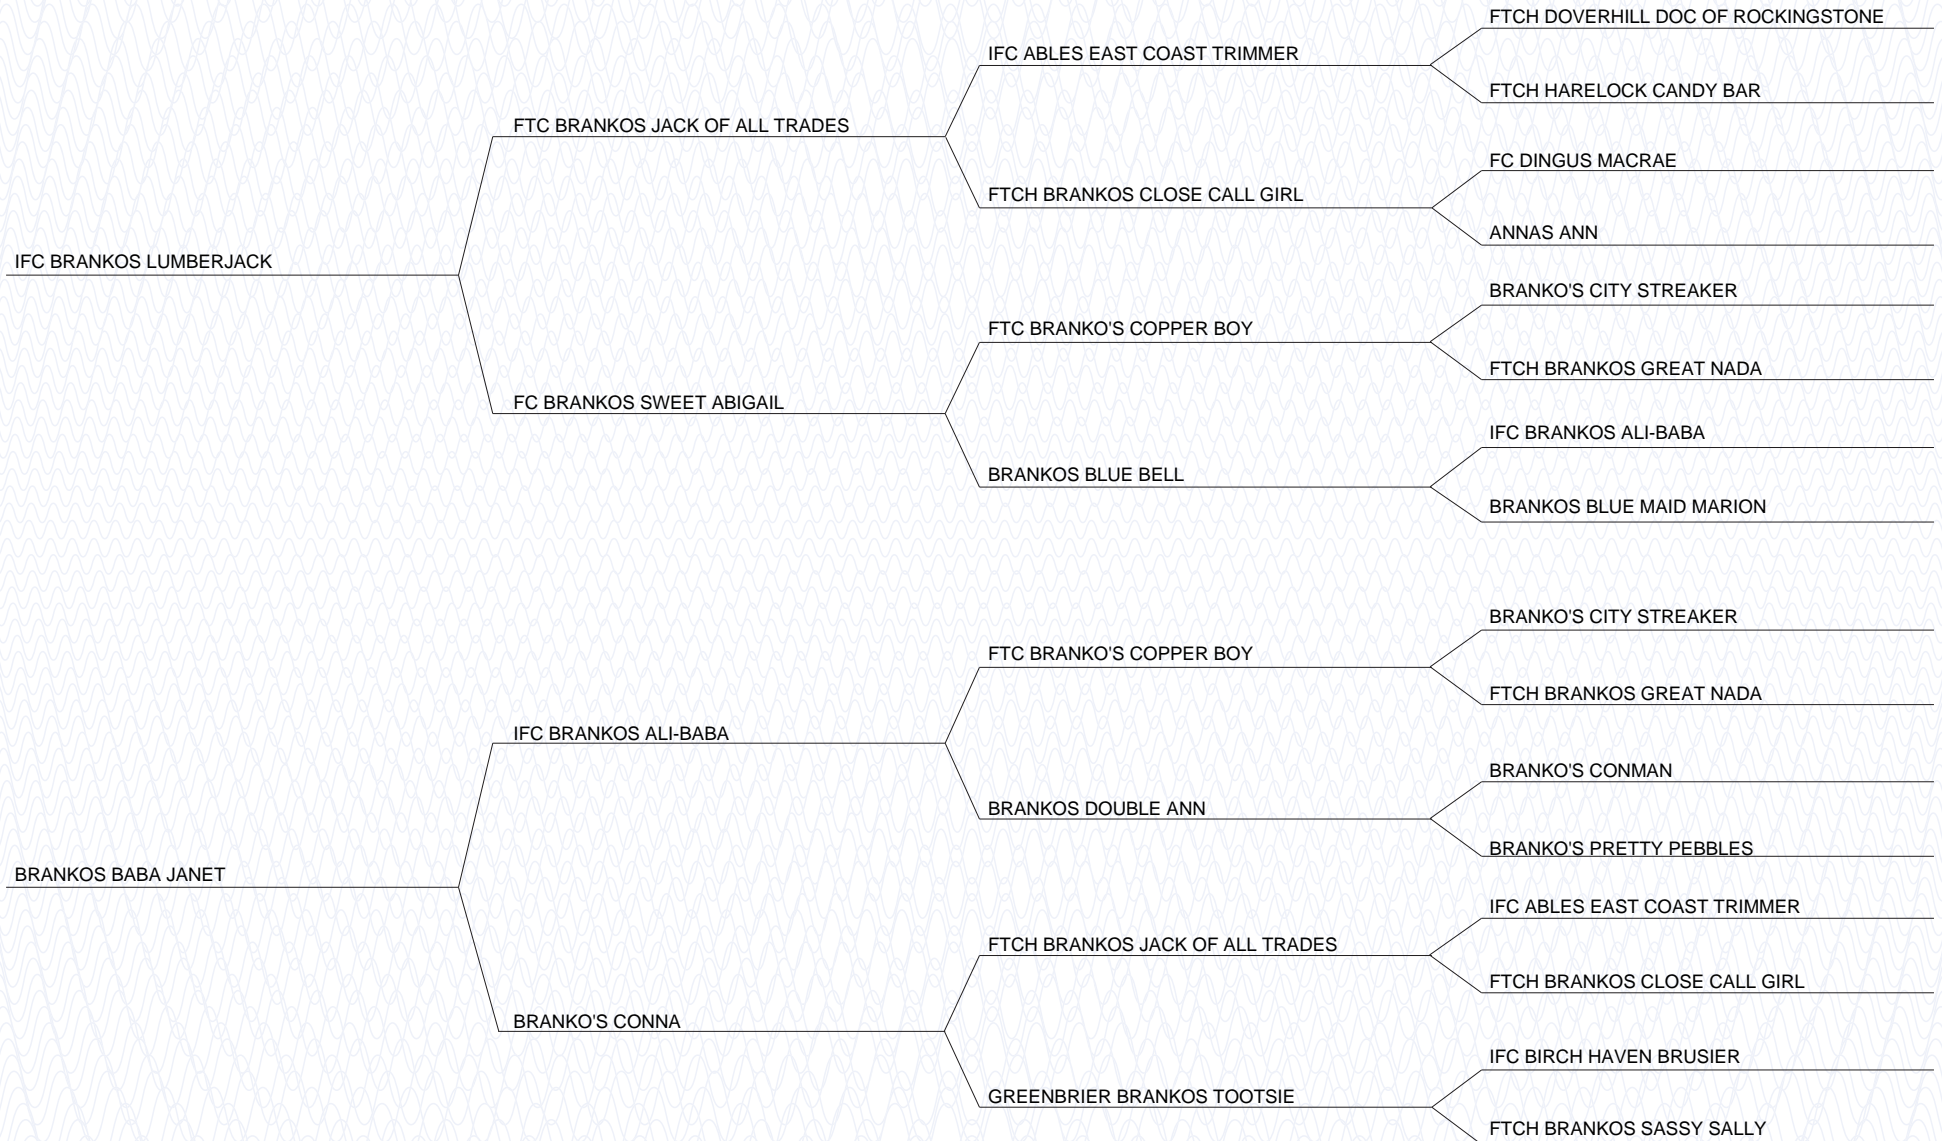 FTCH DOVERHILL DOC OF ROCKINGSTONE
IFC ABLES EAST COAST TRIMMER
FTCH HARELOCK CANDY BAR
FTC BRANKOS JACK OF ALL TRADES
FC DINGUS MACRAE
FTCH BRANKOS CLOSE CALL GIRL
ANNAS ANN
IFC BRANKOS LUMBERJACK
BRANKO'S CITY STREAKER
FTC BRANKO'S COPPER BOY
FTCH BRANKOS GREAT NADA
FC BRANKOS SWEET ABIGAIL
IFC BRANKOS ALI-BABA
BRANKOS BLUE BELL
BRANKOS BLUE MAID MARION
BRANKO'S CITY STREAKER
FTC BRANKO'S COPPER BOY
FTCH BRANKOS GREAT NADA
IFC BRANKOS ALI-BABA
BRANKO'S CONMAN
BRANKOS DOUBLE ANN
BRANKO'S PRETTY PEBBLES
BRANKOS BABA JANET
IFC ABLES EAST COAST TRIMMER
FTCH BRANKOS JACK OF ALL TRADES
FTCH BRANKOS CLOSE CALL GIRL
BRANKO'S CONNA
IFC BIRCH HAVEN BRUSIER
GREENBRIER BRANKOS TOOTSIE
FTCH BRANKOS SASSY SALLY